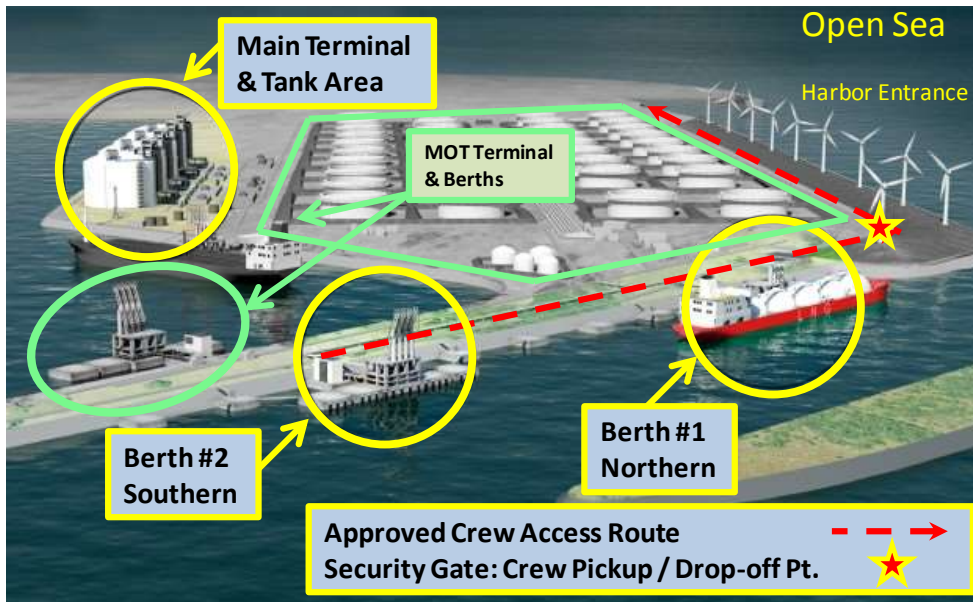 Open Sea
Harbor Entrance
Main Terminal
& Tank Area
MOT Terminal
& Berths
Berth #2
Southern
Berth #1
Northern
Approved Crew Access Route
Security Gate: Crew Pickup / Drop-off Pt.